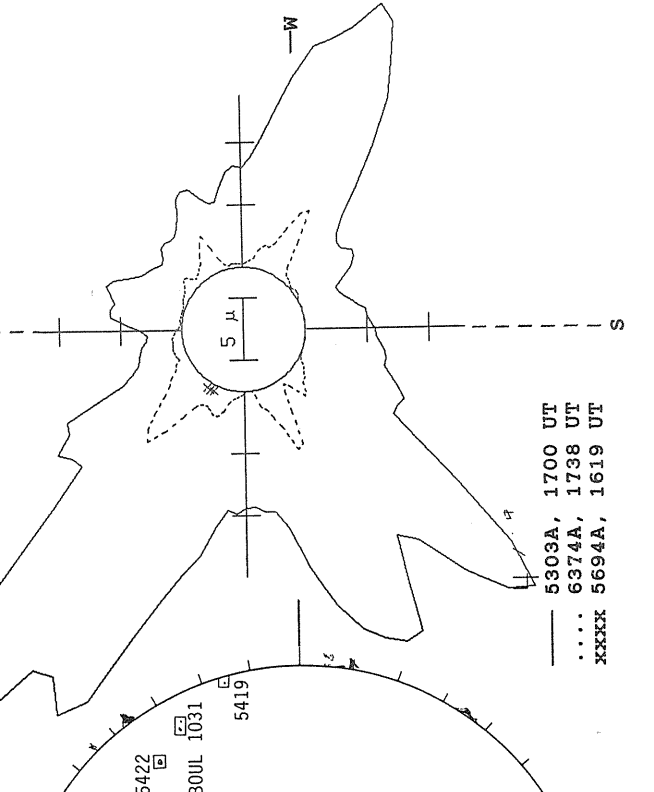 W
5 μ
S
5303A, 1700 UT
.... 6374A, 1738 UT
xxxx 5694A, 1619 UT
5422
BOUL 1031
5419